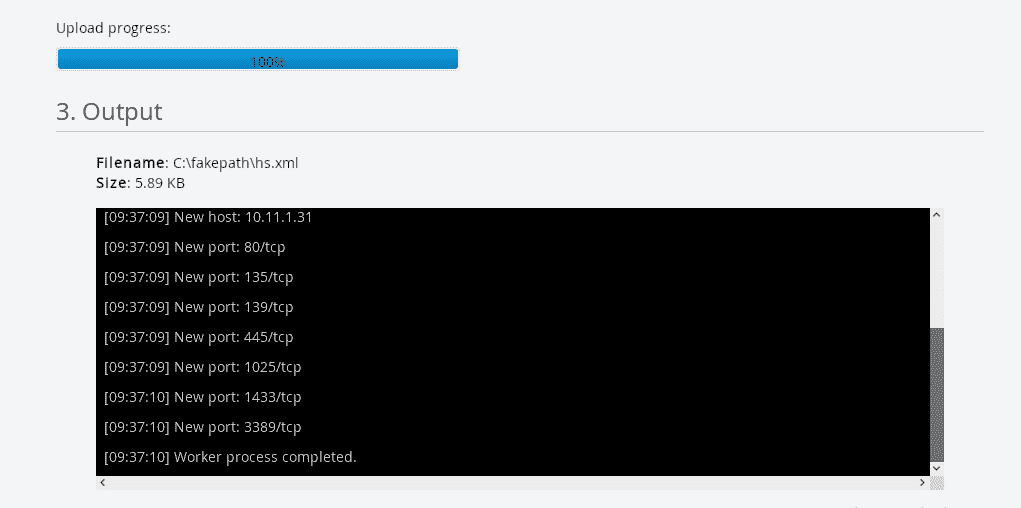 Upload progress:
100%
3. Output
Filename: C:\fakepath\hs.xml
Size: 5.89 KB
[09:37:09] New host: 10.11.1.31
[09:37:09] New port: 80/tcp
[09:37:09] New port: 135/tcp
[09:37:09] New port: 139/tcp
[09:37:09] New port: 445/tcp
[09:37:09] New port: 1025/tcp
[09:37:10] New port: 1433/tcp
[09:37:10] New port: 3389/tcp
[09:37:10] Worker process completed.